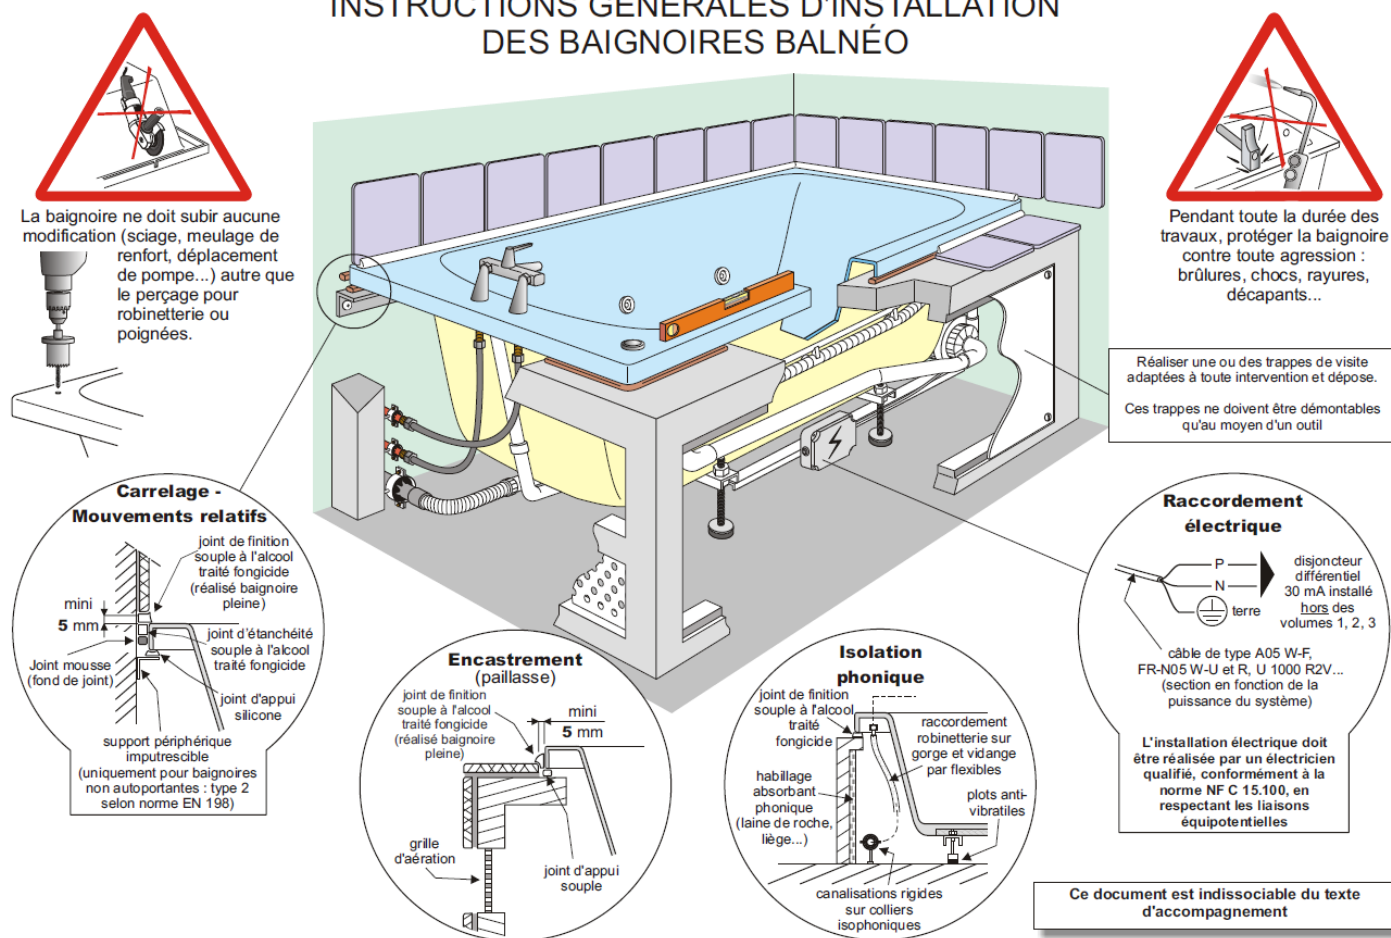 INSTRUCTIONS GÉNÉRALES D'INSTALLATION
DES BAIGNOIRES BALNÉO
La baignoire ne doit subir aucune
modification (sciage, meulage de
renfort, déplacement
de pompe...) autre que
le perçage pour
robinetterie ou
poignées.
Pendant toute la durée des
travaux, protéger la baignoire
contre toute agression :
brûlures, chocs, rayures,
décapants...
Réaliser une ou des trappes de visite
adaptées à toute intervention et dépose.
Ces trappes ne doivent être démontables
qu'au moyen d'un outil
Carrelage -
Mouvements relatifs
joint de finition
souple à l'alcool
traité fongicide
(réalisé baignoire
pleine)
mini
5 mm
joint d'étanchéité
souple à l'alcool
traité fongicide
Joint mousse
(fond de joint)
joint d'appui
silicone
support périphérique
imputrescible
(uniquement pour baignoires
non autoportantes : type 2
selon norme EN 198)
Encastrement
(paillasse)
joint de finition
souple à l'alcool
traité fongicide
(réalisé baignoire
pleine)
mini
5 mm
grille
d'aération
joint d'appui
souple
Isolation
phonique
joint de finition
souple à l'alcool
traité
fongicide
raccordement
robinetterie sur
gorge et vidange
par flexibles
habillage
absorbant
phonique
(laine de roche,
liège...)
plots anti-
vibratiles
canalisations rigides
sur colliers
isophoniques
Raccordement
électrique
P
N
terre
disjoncteur
différentiel
30 mA installé
hors des
volumes 1, 2, 3
câble de type A05 W-F,
FR-N05 W-U et R, U 1000 R2V...
(section en fonction de la
puissance du système)
L'installation électrique doit
être réalisée par un électricien
qualifié, conformément à la
norme NF C 15.100, en
respectant les liaisons
équipotentielles
Ce document est indissociable du texte
d'accompagnement